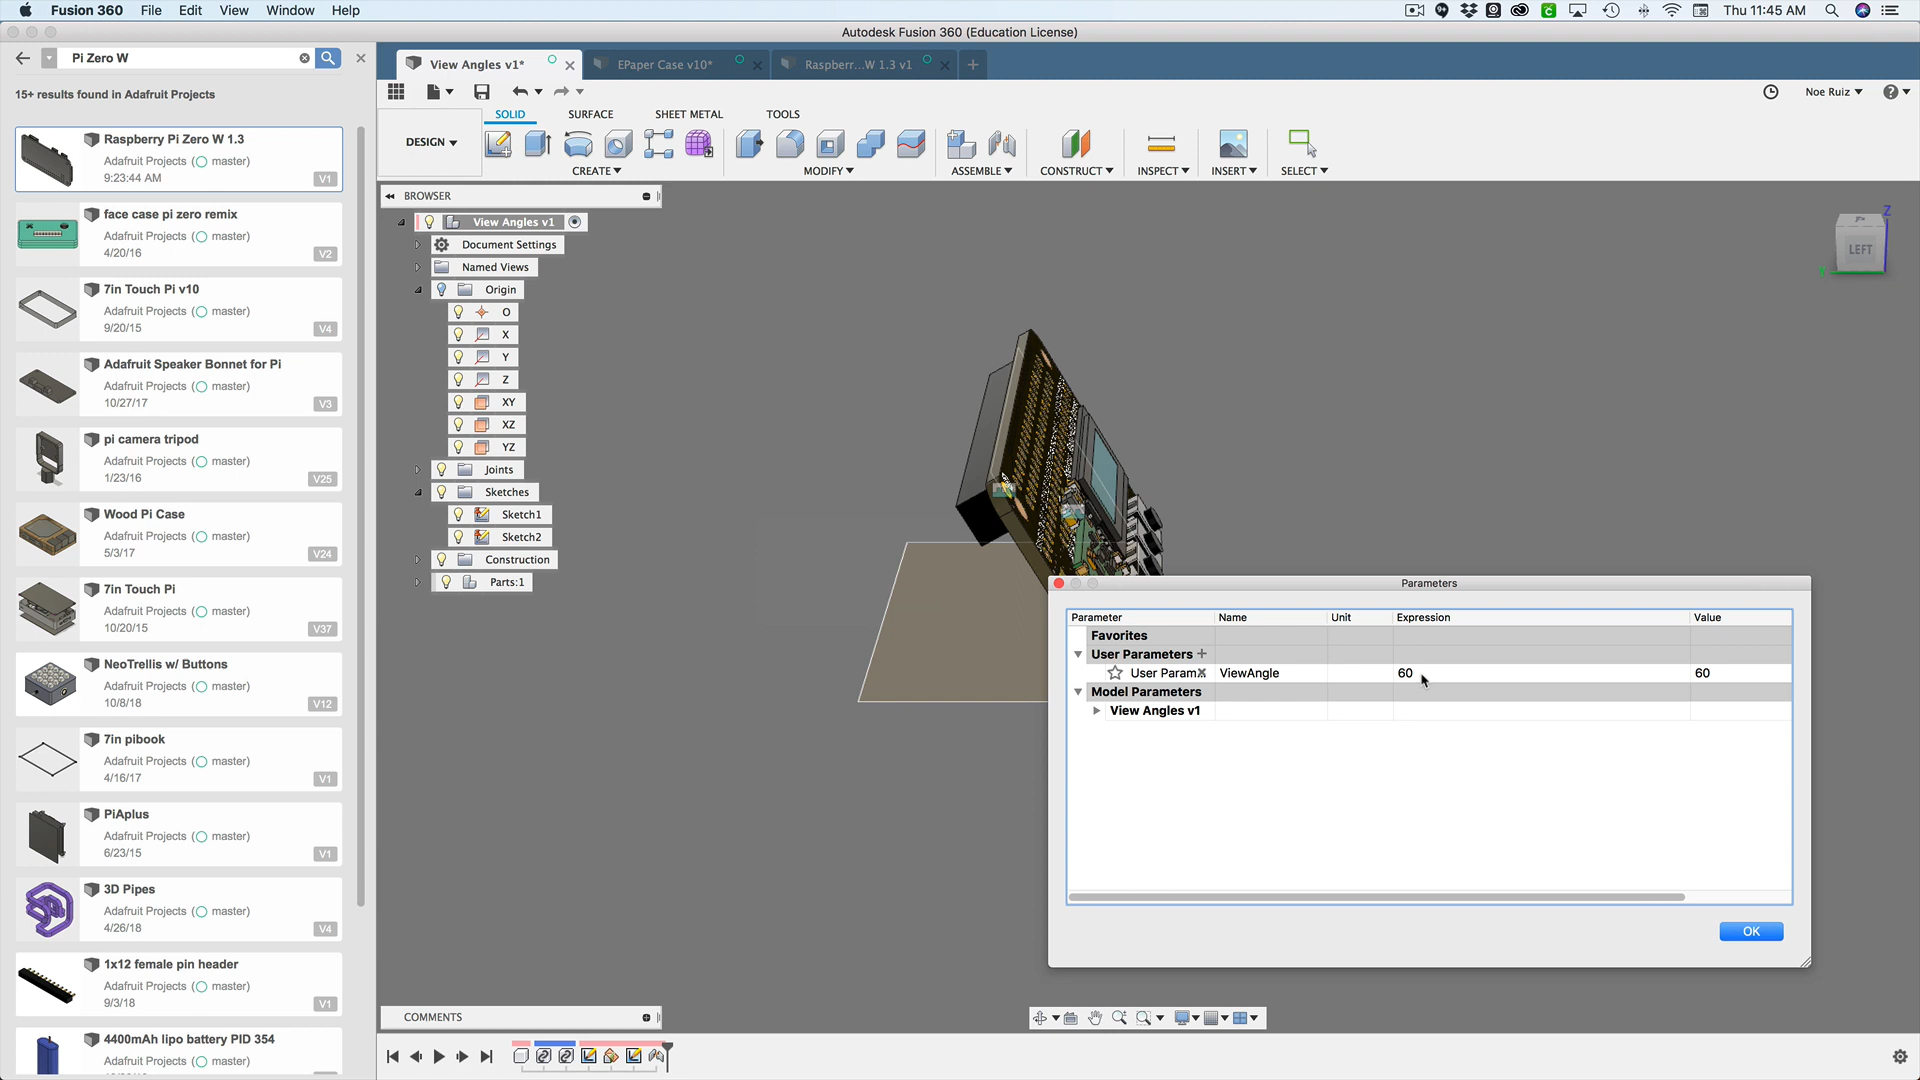 Fusion 360 File Edit View Window Help
Thu 11:45 AM
Autodesk Fusion 360 (Education License)
Pi Zero W
15+ results found in Adafruit Projects
Raspberry Pi Zero W 1.3
Adafruit Projects ( master)
9:23:44 AM
V1
face case pi zero remix
Adafruit Projects ( master)
4/20/16
V2
7in Touch Pi v10
Adafruit Projects ( master)
9/20/15
V4
Adafruit Speaker Bonnet for Pi
Adafruit Projects ( master)
10/27/17
V3
pi camera tripod
Adafruit Projects ( master)
1/23/16
V25
Wood Pi Case
Adafruit Projects ( master)
5/3/17
V24
7in Touch Pi
Adafruit Projects ( master)
10/20/15
V37
NeoTrellis w/ Buttons
Adafruit Projects ( master)
10/8/18
V12
7in pibook
Adafruit Projects ( master)
4/16/17
V1
PiAplus
Adafruit Projects ( master)
6/23/15
V1
3D Pipes
Adafruit Projects ( master)
4/26/18
V4
1x12 female pin header
Adafruit Projects ( master)
9/3/18
V1
4400mAh lipo battery PID 354
Adafruit Projects ( master)
View Angles v1*
EPaper Case v10*
Raspberr...W 1.3 v1
Noe Ruiz
DESIGN
SOLID
SURFACE
SHEET METAL
TOOLS
CREATE
MODIFY
ASSEMBLE
CONSTRUCT
INSPECT
INSERT
SELECT
BROWSER
View Angles v1
Document Settings
Named Views
Origin
O
X
Y
Z
XY
XZ
YZ
Joints
Sketches
Sketch1
Sketch2
Construction
Parts:1
Z
LEFT
Y
Parameters
Parameter Name Unit Expression Value
Favorites
User Parameters
User Param ViewAngle 60 60
Model Parameters
View Angles v1
OK
COMMENTS